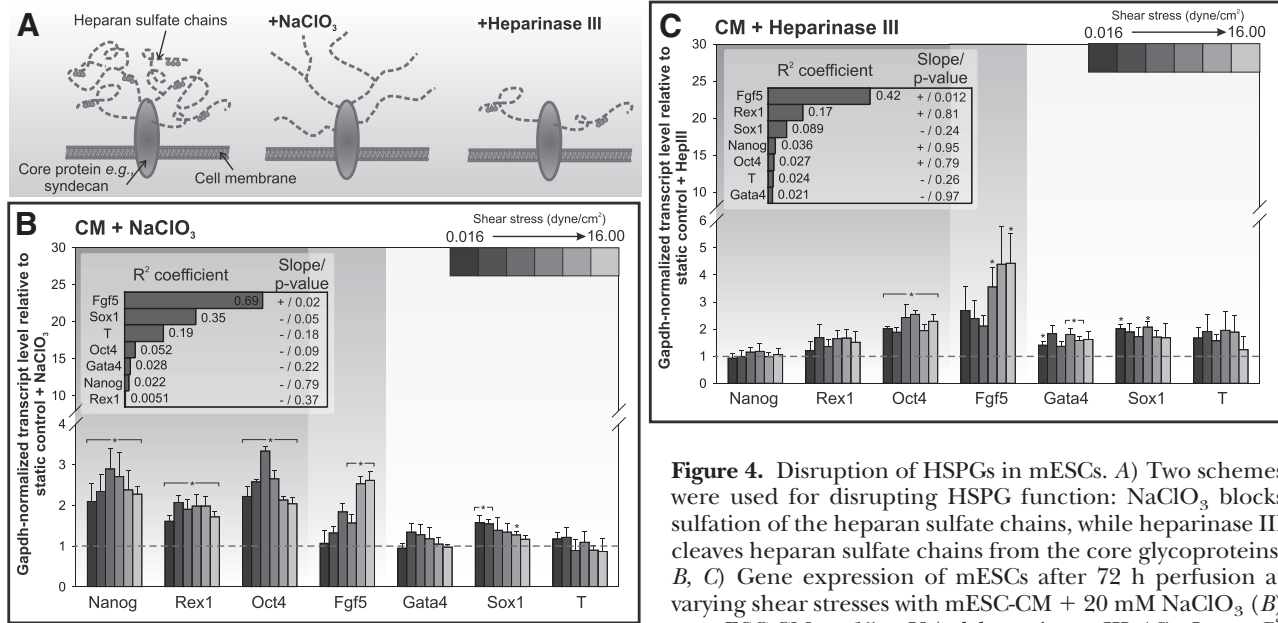 A
Heparan sulfate chains
+NaClO3
+Heparinase III
Core protein e.g.,
syndecan
Cell membrane
B
CM + NaClO3
Shear stress (dyne/cm2)
0.016 16.00
Gapdh-normalized transcript level relative to
static control + NaClO3
30
25
20
15
10
4
3
2
1
0
R2 coefficient
Slope/
p-value
Fgf5 0.69 + / 0.02
Sox1 0.35 - / 0.05
T 0.19 - / 0.18
Oct4 0.052 - / 0.09
Gata4 0.028 - / 0.22
Nanog 0.022 - / 0.79
Rex1 0.0051 - / 0.37
* * * * * *
Nanog Rex1 Oct4 Fgf5 Gata4 Sox1 T
C
CM + Heparinase III
Shear stress (dyne/cm2)
0.016 16.00
Gapdh-normalized transcript level relative to
static control + HepIII
30
25
20
15
10
6
5
4
3
2
1
0
R2 coefficient
Slope/
p-value
Fgf5 0.42 + / 0.012
Rex1 0.17 + / 0.81
Sox1 0.089 - / 0.24
Nanog 0.036 + / 0.95
Oct4 0.027 + / 0.79
T 0.024 - / 0.26
Gata4 0.021 - / 0.97
* * * * * * *
Nanog Rex1 Oct4 Fgf5 Gata4 Sox1 T
Figure 4. Disruption of HSPGs in mESCs. A) Two schemes
were used for disrupting HSPG function: NaClO3 blocks
sulfation of the heparan sulfate chains, while heparinase III
cleaves heparan sulfate chains from the core glycoproteins
B, C) Gene expression of mESCs after 72 h perfusion a
varying shear stresses with mESC-CM + 20 mM NaClO3 (B)